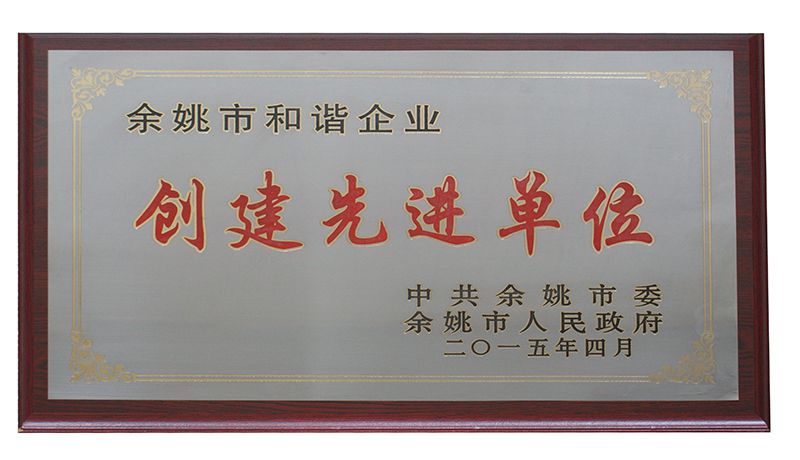 余姚市和谐企业
创建先进单位
中共余姚市委
余姚市人民政府
二〇一五年四月